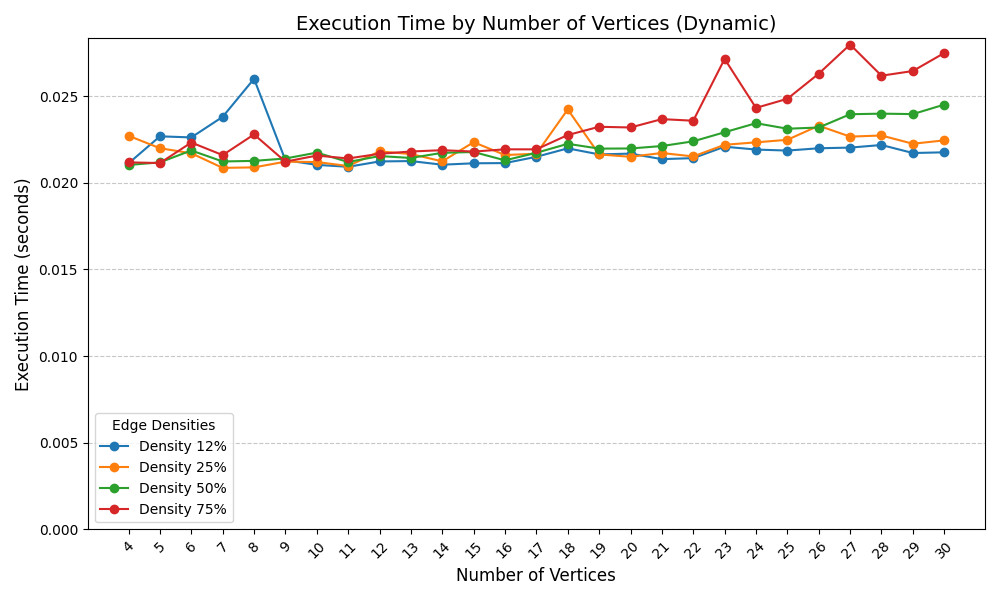 Execution Time by Number of Vertices (Dynamic)
Execution Time (seconds)
0.025
0.020
0.015
0.010
0.005
0.000
Edge Densities
Density 12%
Density 25%
Density 50%
Density 75%
4 5 6 7 8 9 10 11 12 13 14 15 16 17 18 19 20 21 22 23 24 25 26 27 28 29 30
Number of Vertices